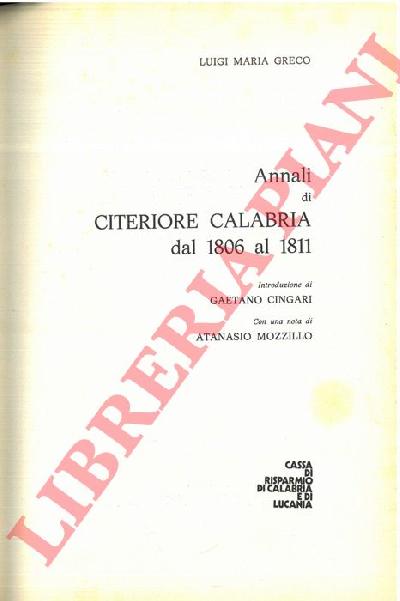 LUIGI MARIA GRECO
Annali
di
CITERIORE CALABRIA
dal 1806 al 1811
Introduzione di
GAETANO CINGARI
Con una nota di
ATANASIO MOZZILLO
CASSA
DI
RISPARMIO
DI CALABRIA
E DI
LUCANIA
LIBRERIA PIANI